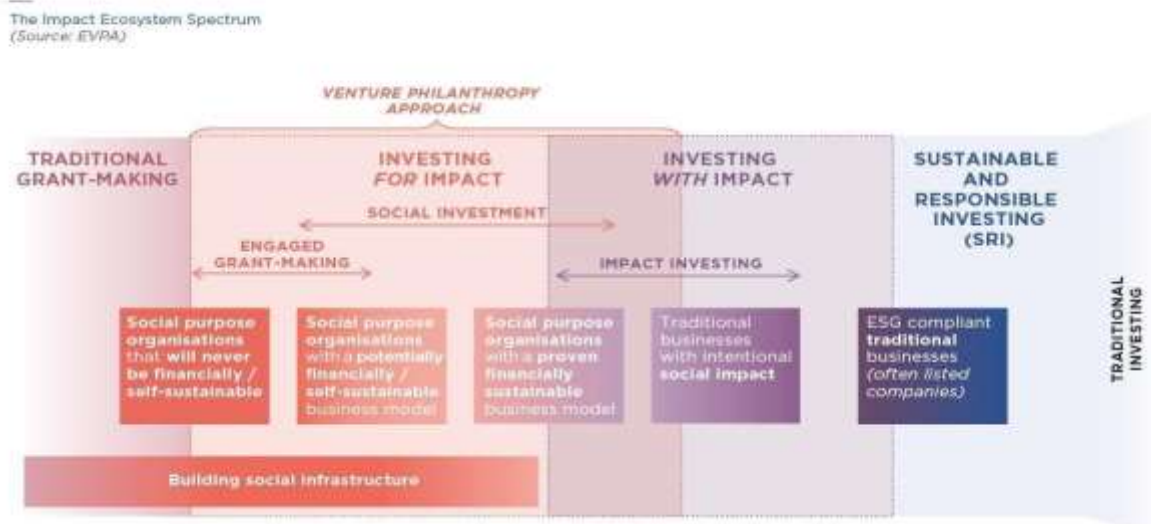 The Impact Ecosystem Spectrum
(Source: EVPA)
VENTURE PHILANTHROPY
APPROACH
TRADITIONAL
GRANT-MAKING
INVESTING
FOR IMPACT
INVESTING
WITH IMPACT
SUSTAINABLE
AND
RESPONSIBLE
INVESTING
(SRI)
SOCIAL INVESTMENT
ENGAGED
GRANT-MAKING
IMPACT INVESTING
Social purpose
organisations
that will never
be financially /
self-sustainable
Social purpose
organisations
with a potentially
financially /
self-sustainable
business model
Social purpose
organisations
with a proven
financially
sustainable
business model
Traditional
businesses
with intentional
social impact
ESG compliant
traditional
businesses
(often listed
companies)
TRADITIONAL
INVESTING
Building social infrastructure